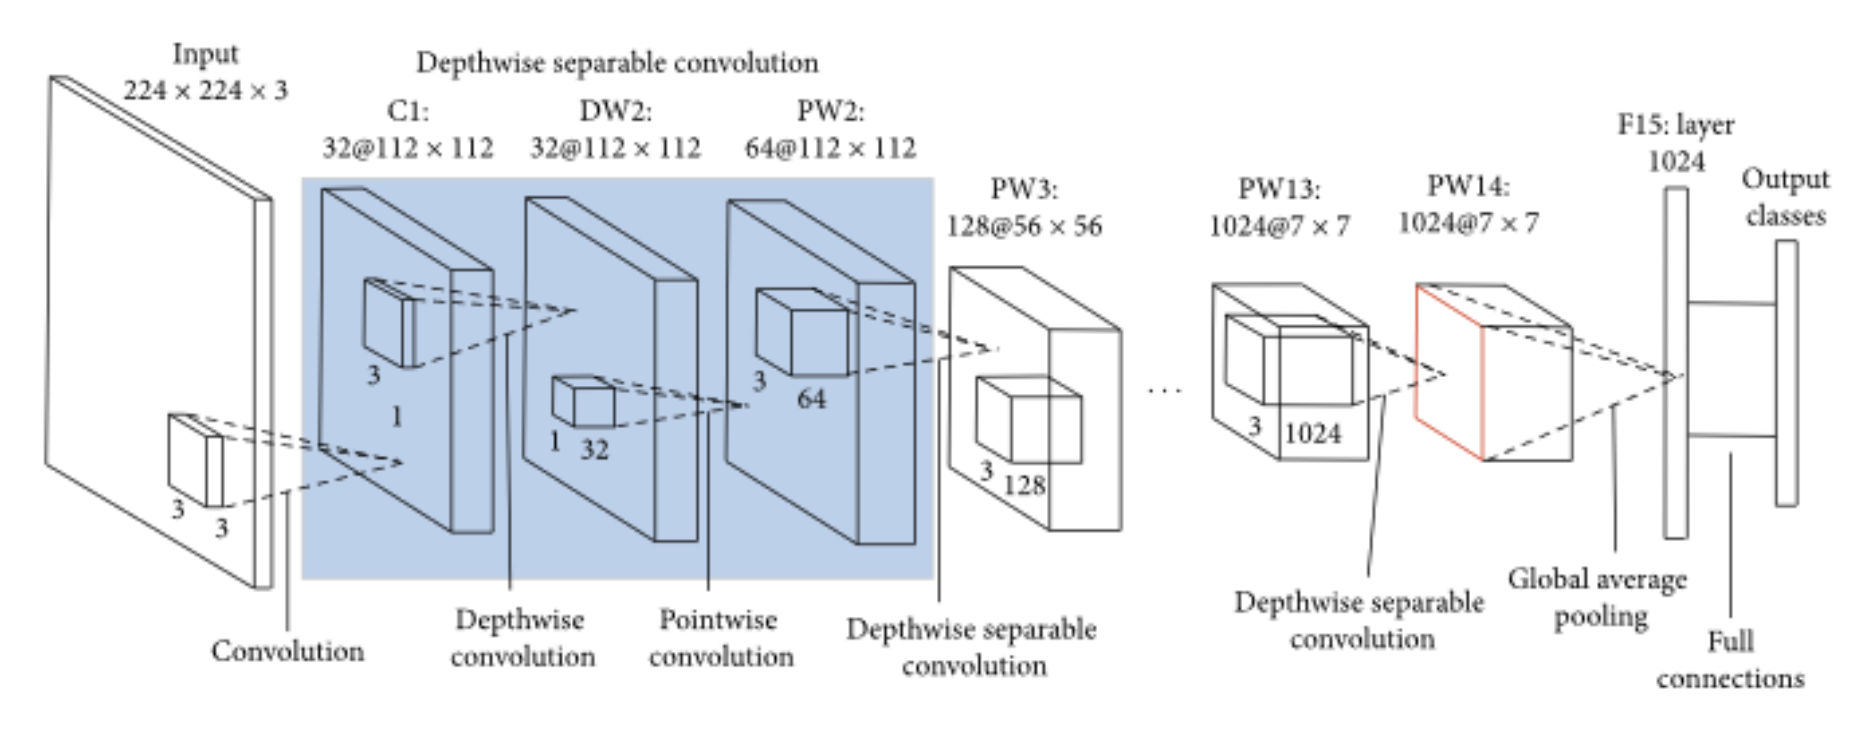 Input
224 × 224 × 3
Depthwise separable convolution
C1:
32@112 × 112
DW2:
32@112 × 112
PW2:
64@112 × 112
PW3:
128@56 × 56
PW13:
1024@7 × 7
PW14:
1024@7 × 7
F15: layer
1024
Output
classes
3
3
3
1
1
32
3
64
3
128
...
3
1024
Convolution
Depthwise
convolution
Pointwise
convolution
Depthwise separable
convolution
Depthwise separable
convolution
Global average
pooling
Full
connections